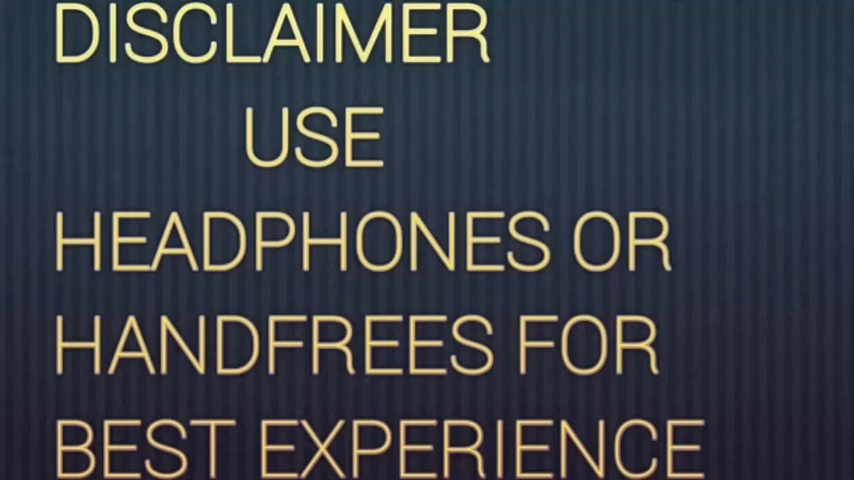 DISCLAIMER
USE
HEADPHONES OR
HANDFREES FOR
BEST EXPERIENCE